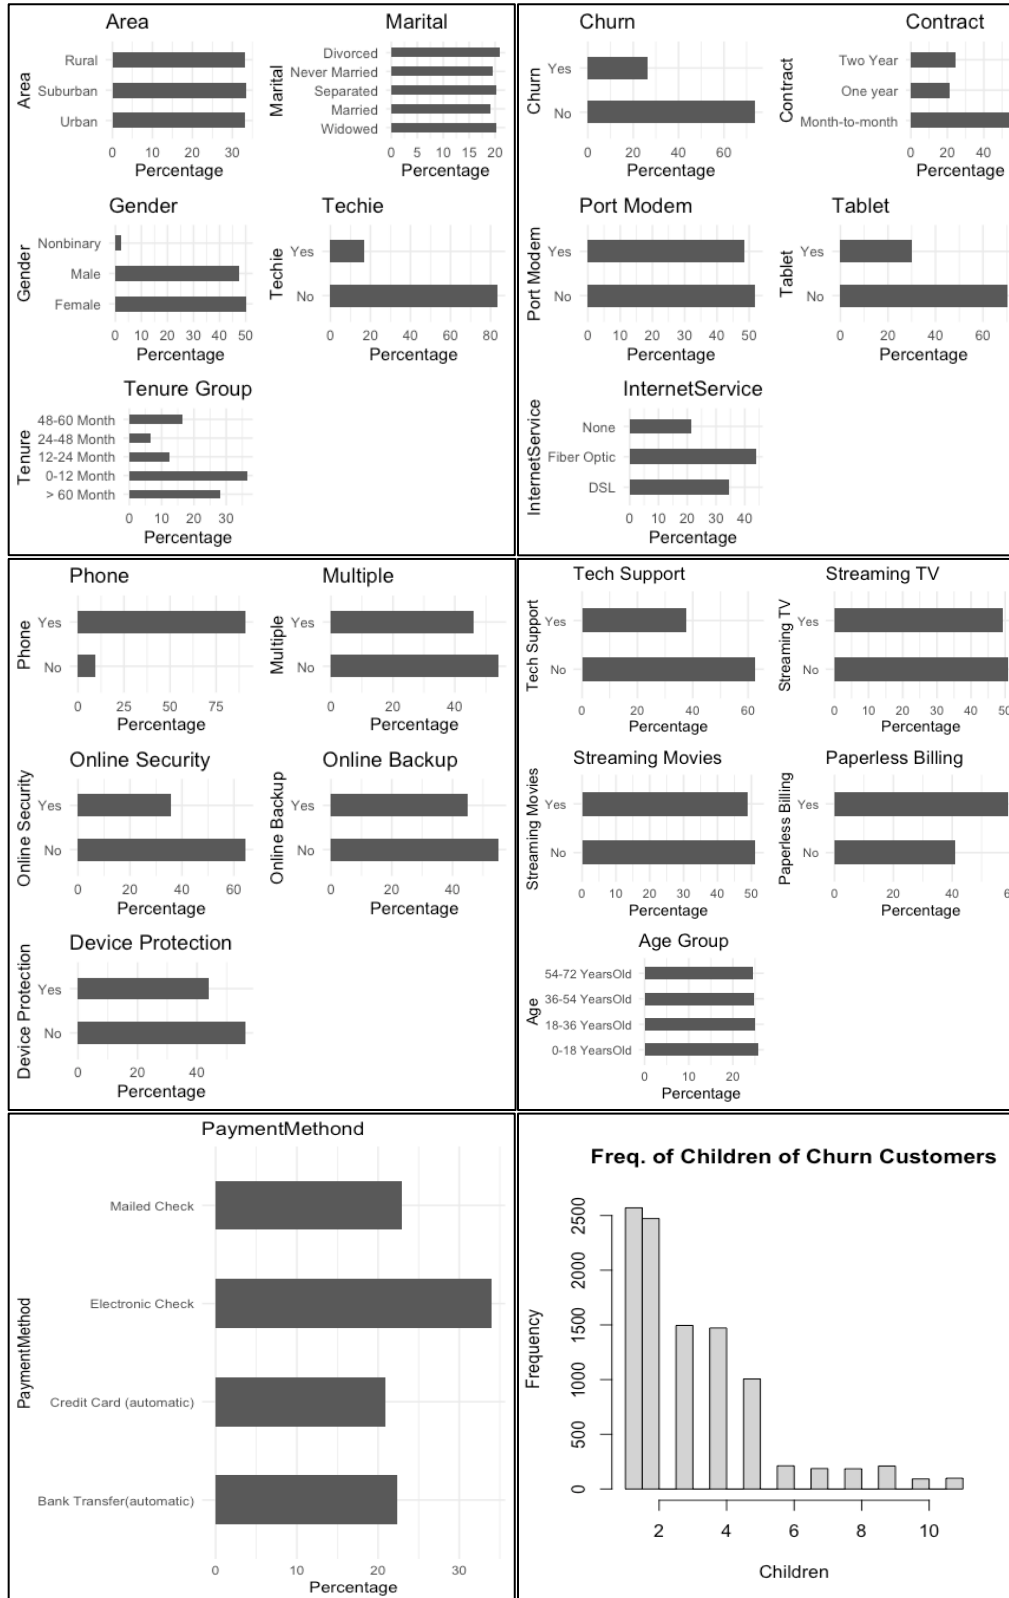 Area
Area
Rural
Suburban
Urban
0 10 20 30
Percentage
Marital
Marital
Divorced
Never Married
Separated
Married
Widowed
0 5 10 15 20
Percentage
Gender
Gender
Nonbinary
Male
Female
0 10 20 30 40 50
Percentage
Techie
Techie
Yes
No
0 20 40 60 80
Percentage
Tenure Group
Tenure
48-60 Month
24-48 Month
12-24 Month
0-12 Month
> 60 Month
0 10 20 30
Percentage
Churn
Churn
Yes
No
0 20 40 60
Percentage
Contract
Contract
Two Year
One year
Month-to-month
0 20 40
Percentage
Port Modem
Port Modem
Yes
No
0 10 20 30 40 50
Percentage
Tablet
Tablet
Yes
No
0 20 40 60
Percentage
InternetService
InternetService
None
Fiber Optic
DSL
0 10 20 30 40
Percentage
Phone
Phone
Yes
No
0 25 50 75
Percentage
Multiple
Multiple
Yes
No
0 20 40
Percentage
Online Security
Online Security
Yes
No
0 20 40 60
Percentage
Online Backup
Online Backup
Yes
No
0 20 40
Percentage
Device Protection
Device Protection
Yes
No
0 20 40
Percentage
Tech Support
Tech Support
Yes
No
0 20 40 60
Percentage
Streaming TV
Streaming TV
Yes
No
0 10 20 30 40 50
Percentage
Streaming Movies
Streaming Movies
Yes
No
0 10 20 30 40 50
Percentage
Paperless Billing
Paperless Billing
Yes
No
0 20 40
Percentage
Age Group
Age
54-72 YearsOld
36-54 YearsOld
18-36 YearsOld
0-18 YearsOld
0 10 20
Percentage
PaymentMethond
PaymentMethod
Mailed Check
Electronic Check
Credit Card (automatic)
Bank Transfer(automatic)
0 10 20 30
Percentage
Freq. of Children of Churn Customers
Frequency
2500
2000
1500
1000
500
0
2 4 6 8 10
Children